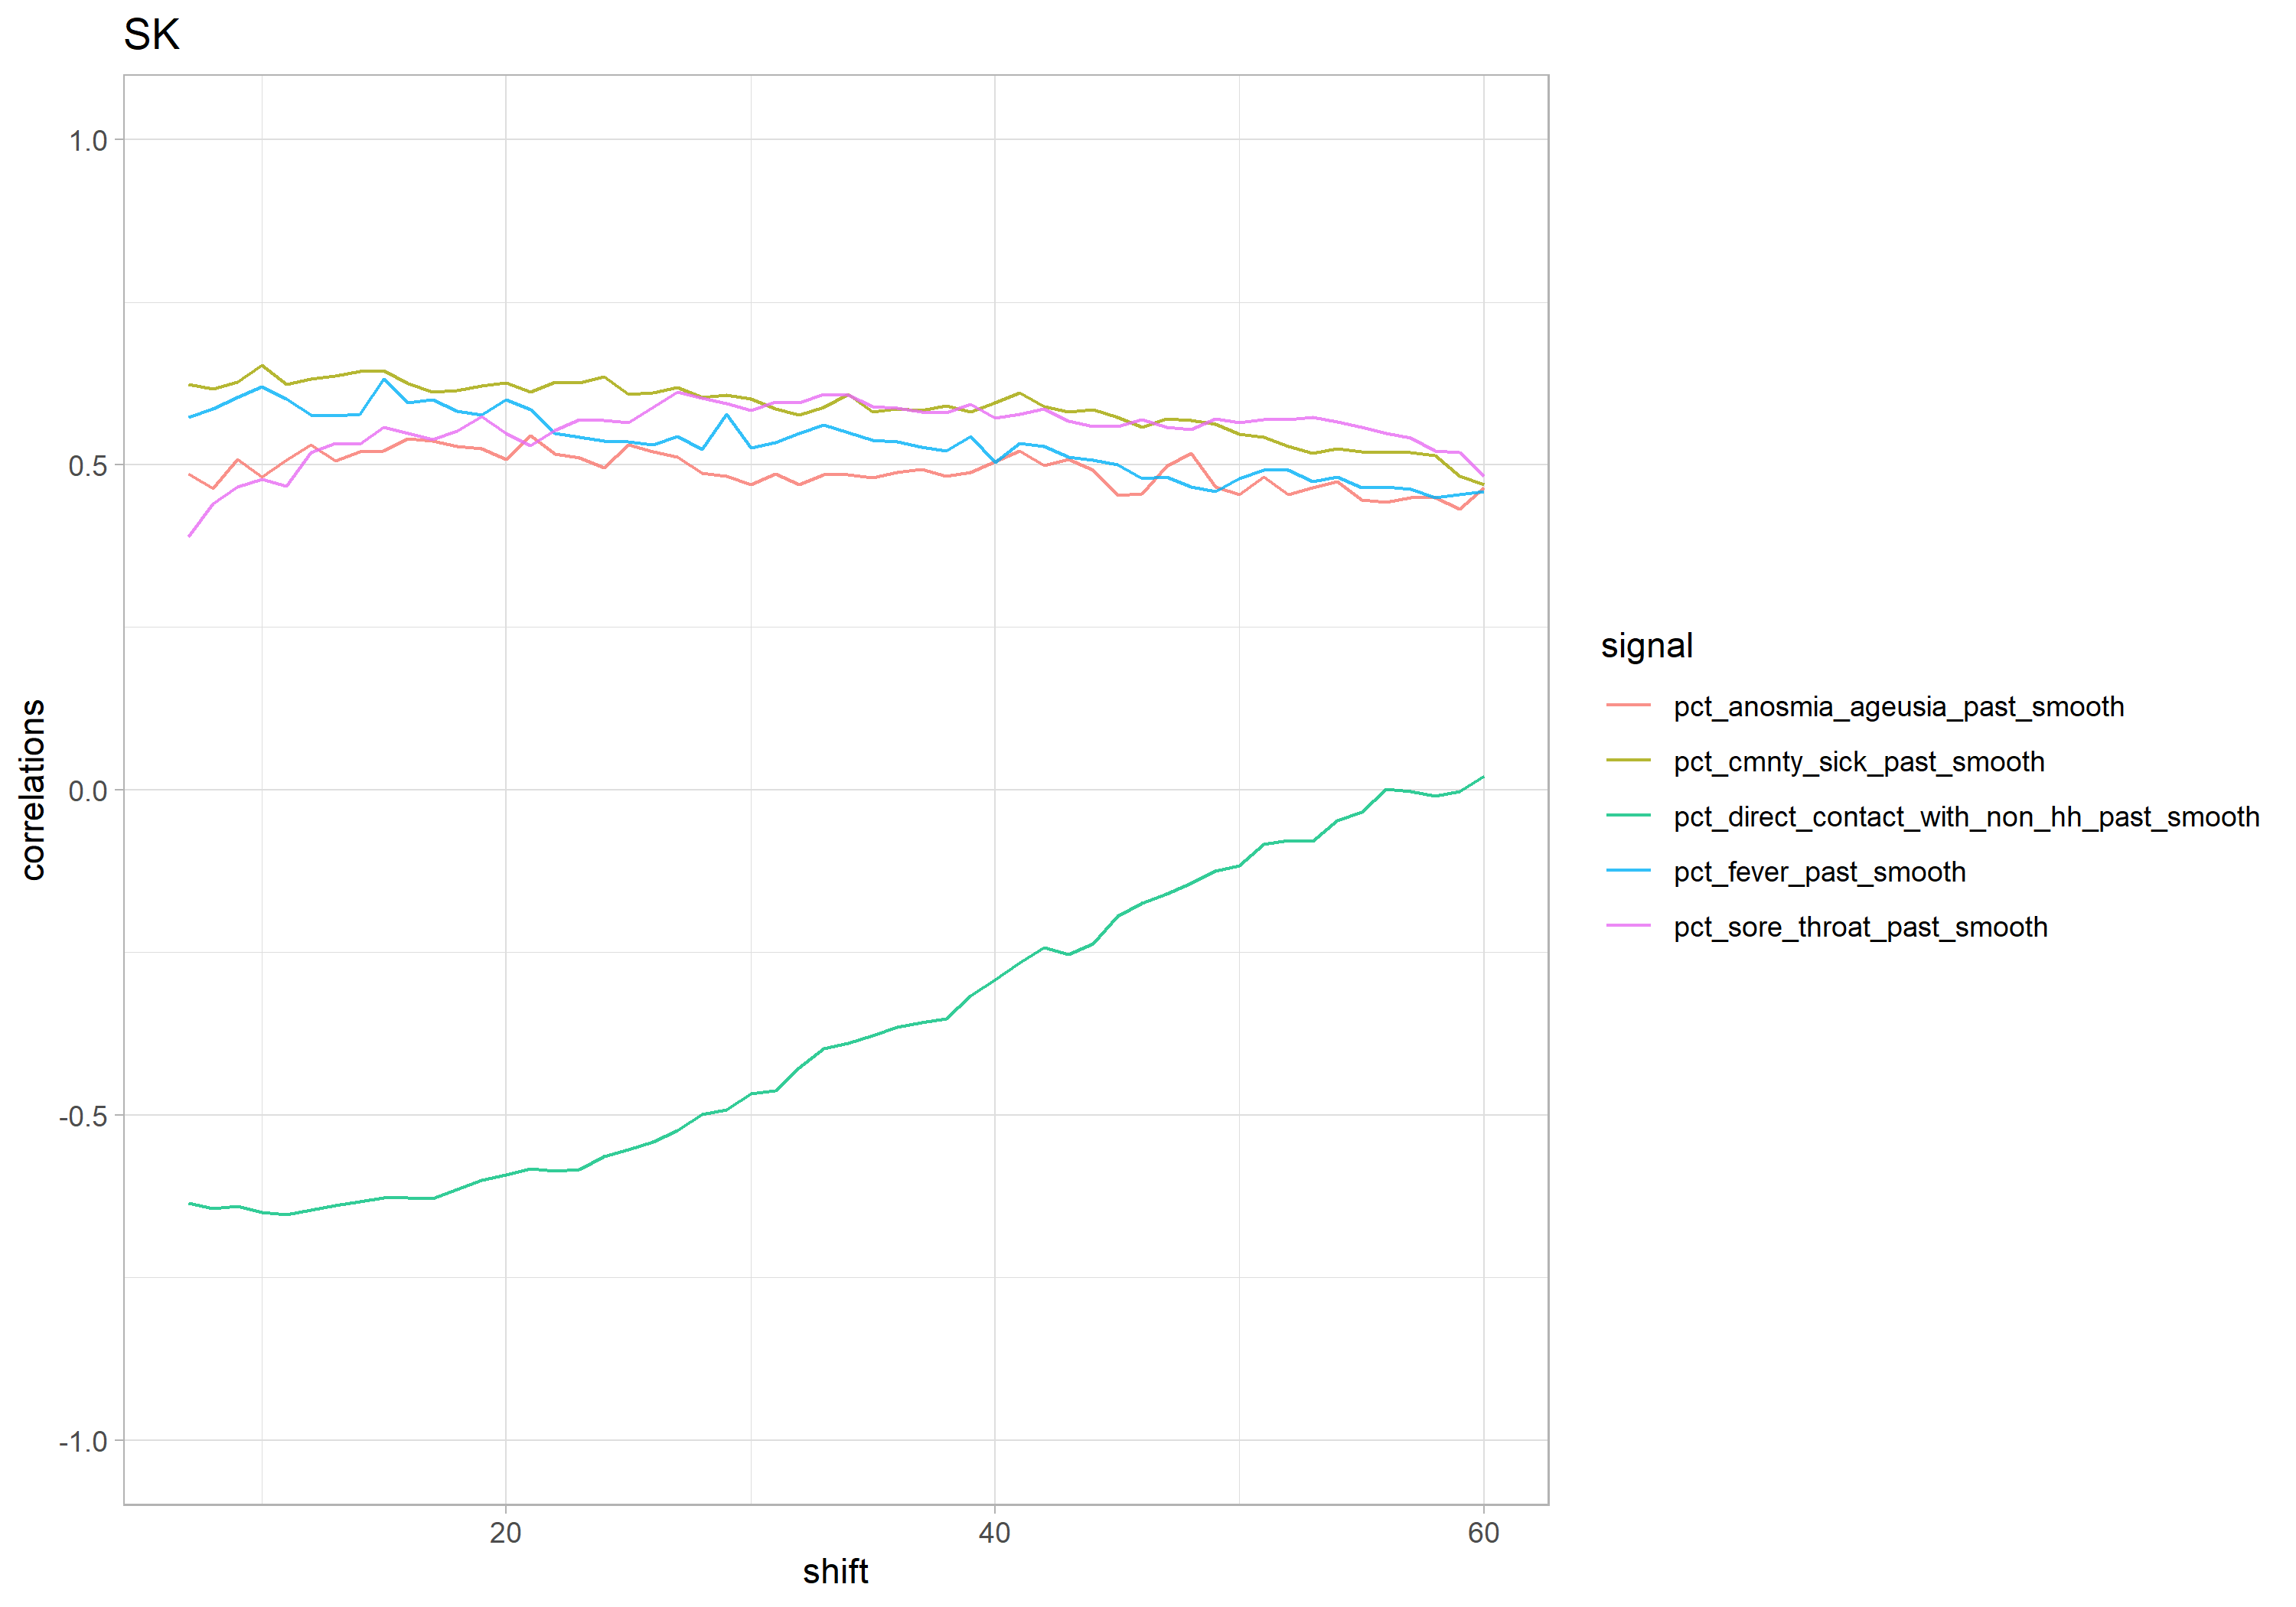 SK
1.0
0.5
0.0
-0.5
-1.0
correlations
20 40 60
shift
signal
pct_anosmia_ageusia_past_smooth
pct_cmnty_sick_past_smooth
pct_direct_contact_with_non_hh_past_smooth
pct_fever_past_smooth
pct_sore_throat_past_smooth